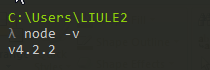 C:\Users\LIULE2
λ node -v
v4.2.2